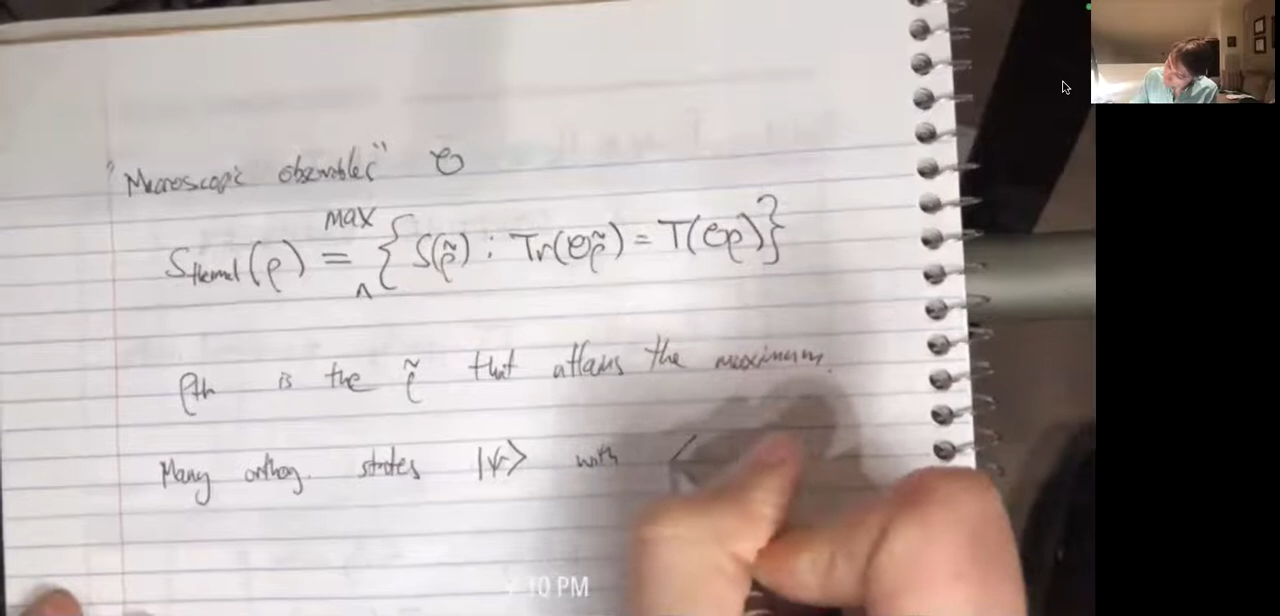 "Macroscopic observables" O
S_thermal(ρ) = max { S(ρ̃) : Tr(Oρ̃) = T(Oρ) }
ρth is the ρ̃ that attains the maximum.
Many orthog. states |ψ⟩ with ⟨
10 PM